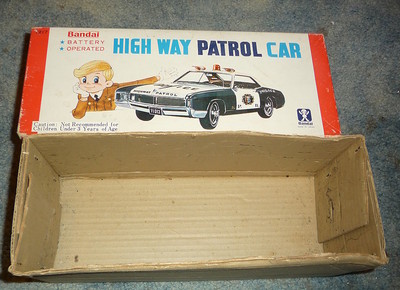 Bandai
★ BATTERY
★ OPERATED
HIGH WAY PATROL CAR
HIGHWAY PATROL
Caution: Not Recommended for
Children Under 3 Years of Age
Bandai